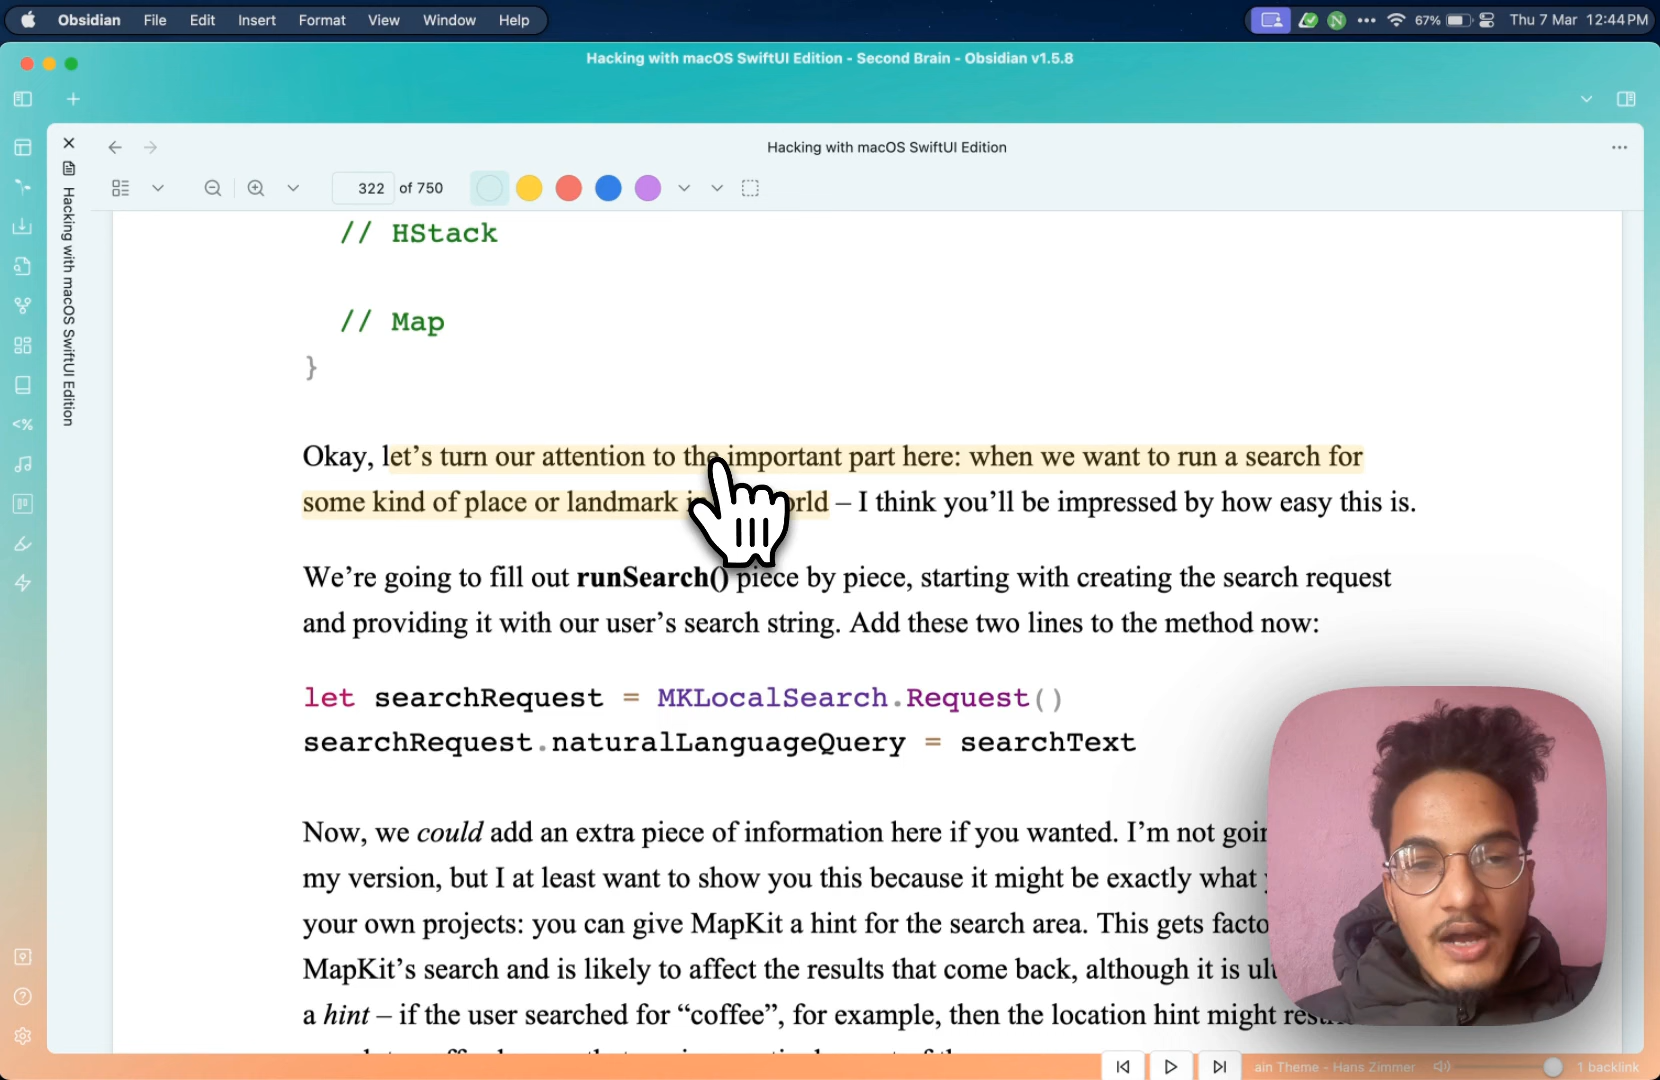 Obsidian File Edit Insert Format View Window Help
67% Thu 7 Mar 12:44 PM
Hacking with macOS SwiftUI Edition - Second Brain - Obsidian v1.5.8
Hacking with macOS SwiftUI Edition
Hacking with macOS SwiftUI Edition
322 of 750
// HStack
// Map
}
Okay, let’s turn our attention to the important part here: when we want to run a search for
some kind of place or landmark – I think you’ll be impressed by how easy this is.
We’re going to fill out runSearch() piece by piece, starting with creating the search request
and providing it with our user’s search string. Add these two lines to the method now:
let searchRequest = MKLocalSearch.Request()
searchRequest.naturalLanguageQuery = searchText
Now, we could add an extra piece of information here if you wanted. I’m not
my version, but I at least want to show you this because it might be exactly what
your own projects: you can give MapKit a hint for the search area. This gets
MapKit’s search and is likely to affect the results that come back, although it is
a hint – if the user searched for “coffee”, for example, then the location hint might
ain Theme - Hans Zimmer 1 backlink